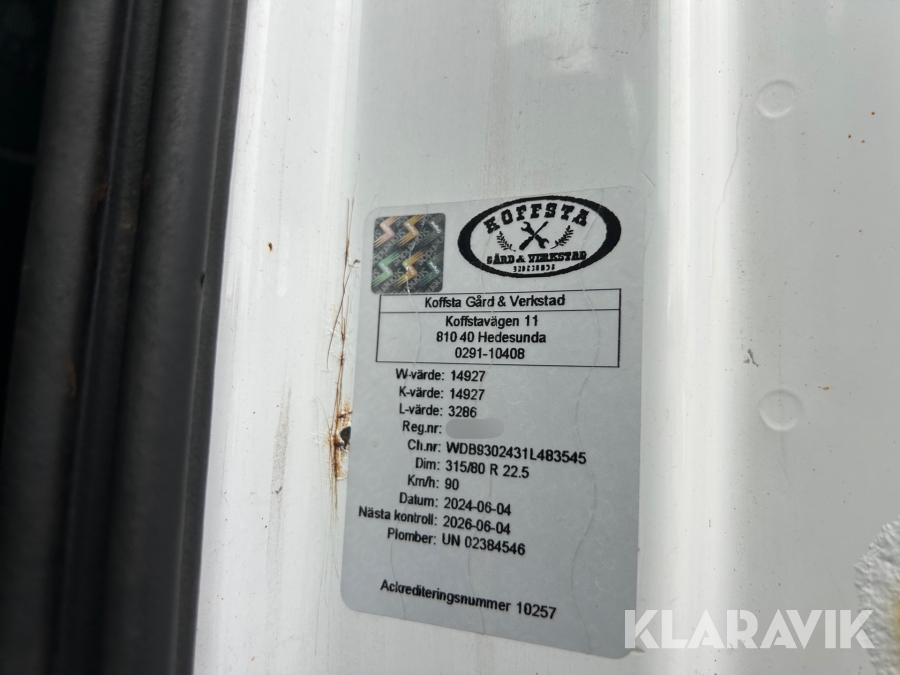 KLARAVIK
KOFFSTA
GÅRD & VERKSTAD
Koffsta Gård & Verkstad
Koffstavägen 11
810 40 Hedesunda
0291-10408
W-värde: 14927
K-värde: 14927
L-värde: 3286
Reg.nr:
Ch.nr: WDB9302431L483545
Dim: 315/80 R 22.5
Km/h: 90
Datum: 2024-06-04
Nästa kontroll: 2026-06-04
Plomber: UN 02384546
Ackrediteringsnummer 10257
KLARAVIK